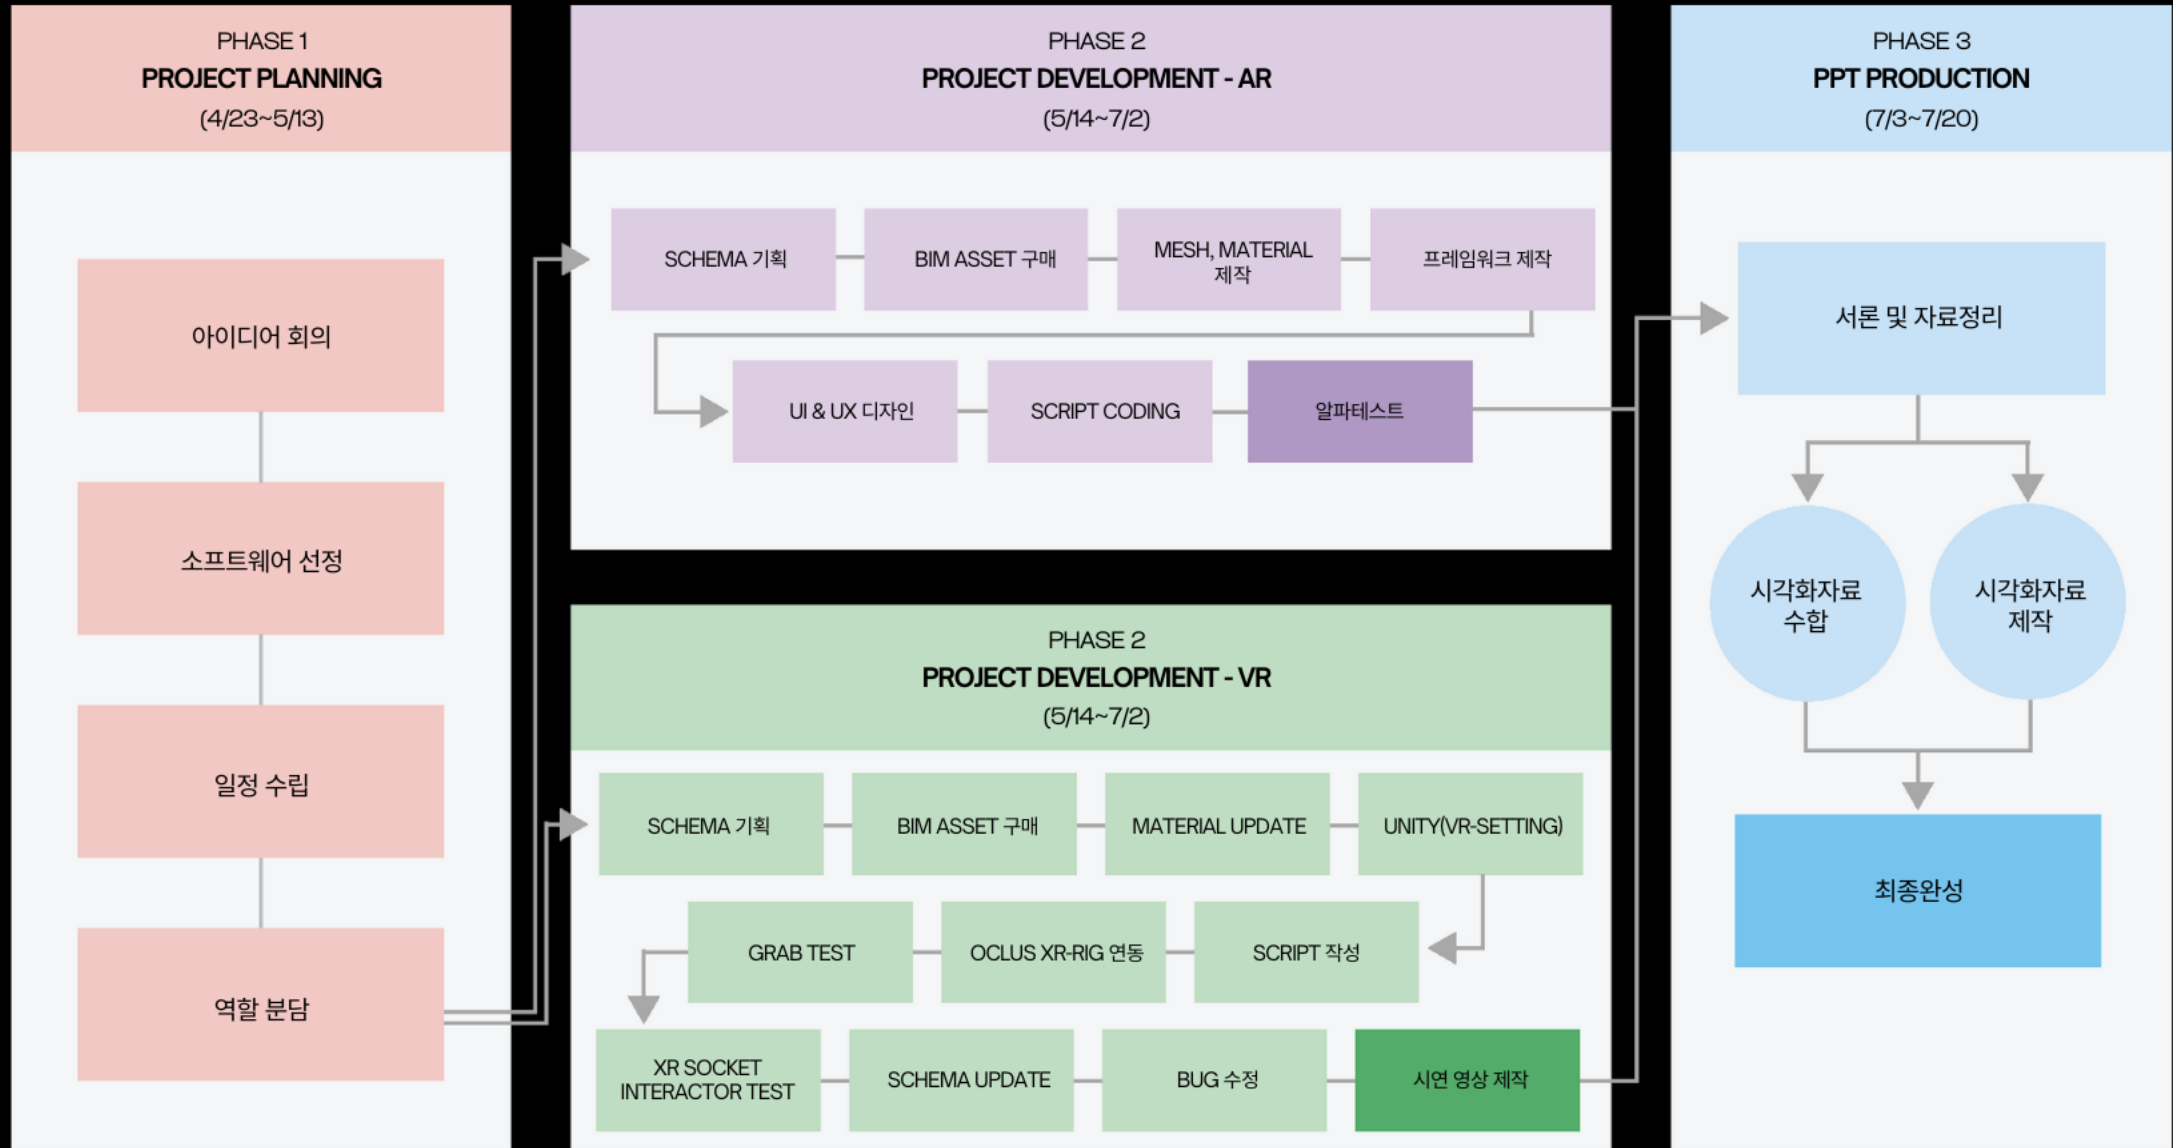 PHASE 1
PROJECT PLANNING
(4/23~5/13)
아이디어 회의
소프트웨어 선정
일정 수립
역할 분담
PHASE 2
PROJECT DEVELOPMENT - AR
(5/14~7/2)
SCHEMA 기획
BIM ASSET 구매
MESH, MATERIAL
제작
프레임워크 제작
UI & UX 디자인
SCRIPT CODING
알파테스트
PHASE 2
PROJECT DEVELOPMENT - VR
(5/14~7/2)
SCHEMA 기획
BIM ASSET 구매
MATERIAL UPDATE
UNITY(VR-SETTING)
SCRIPT 작성
OCLUS XR-RIG 연동
GRAB TEST
XR SOCKET
INTERACTOR TEST
SCHEMA UPDATE
BUG 수정
시연 영상 제작
PHASE 3
PPT PRODUCTION
(7/3~7/20)
서론 및 자료정리
시각화자료
수합
시각화자료
제작
최종완성